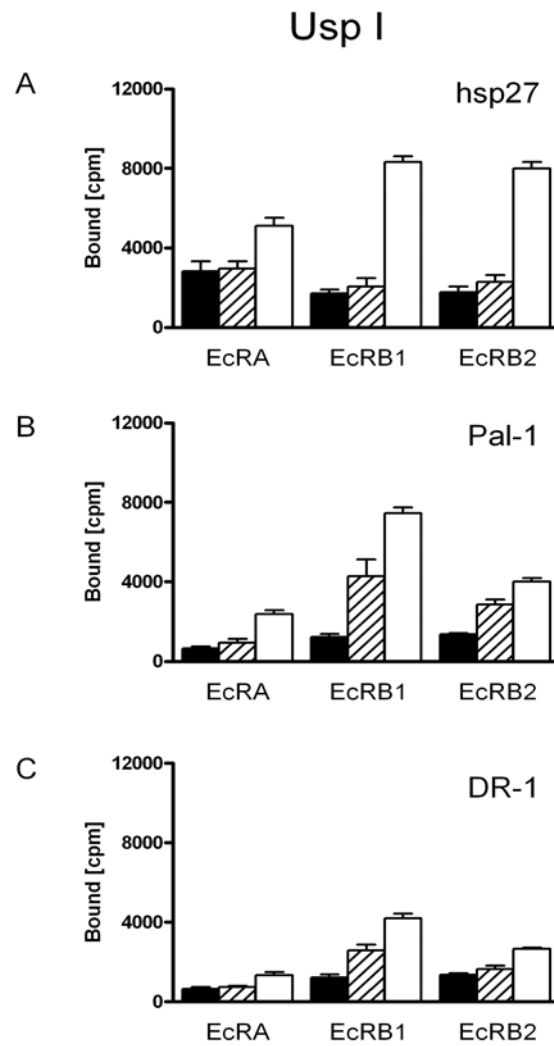 Usp I
A
hsp27
12000
8000
4000
0
Bound [cpm]
EcRA EcRB1 EcRB2
B
Pal-1
12000
8000
4000
0
Bound [cpm]
EcRA EcRB1 EcRB2
C
DR-1
12000
8000
4000
0
Bound [cpm]
EcRA EcRB1 EcRB2